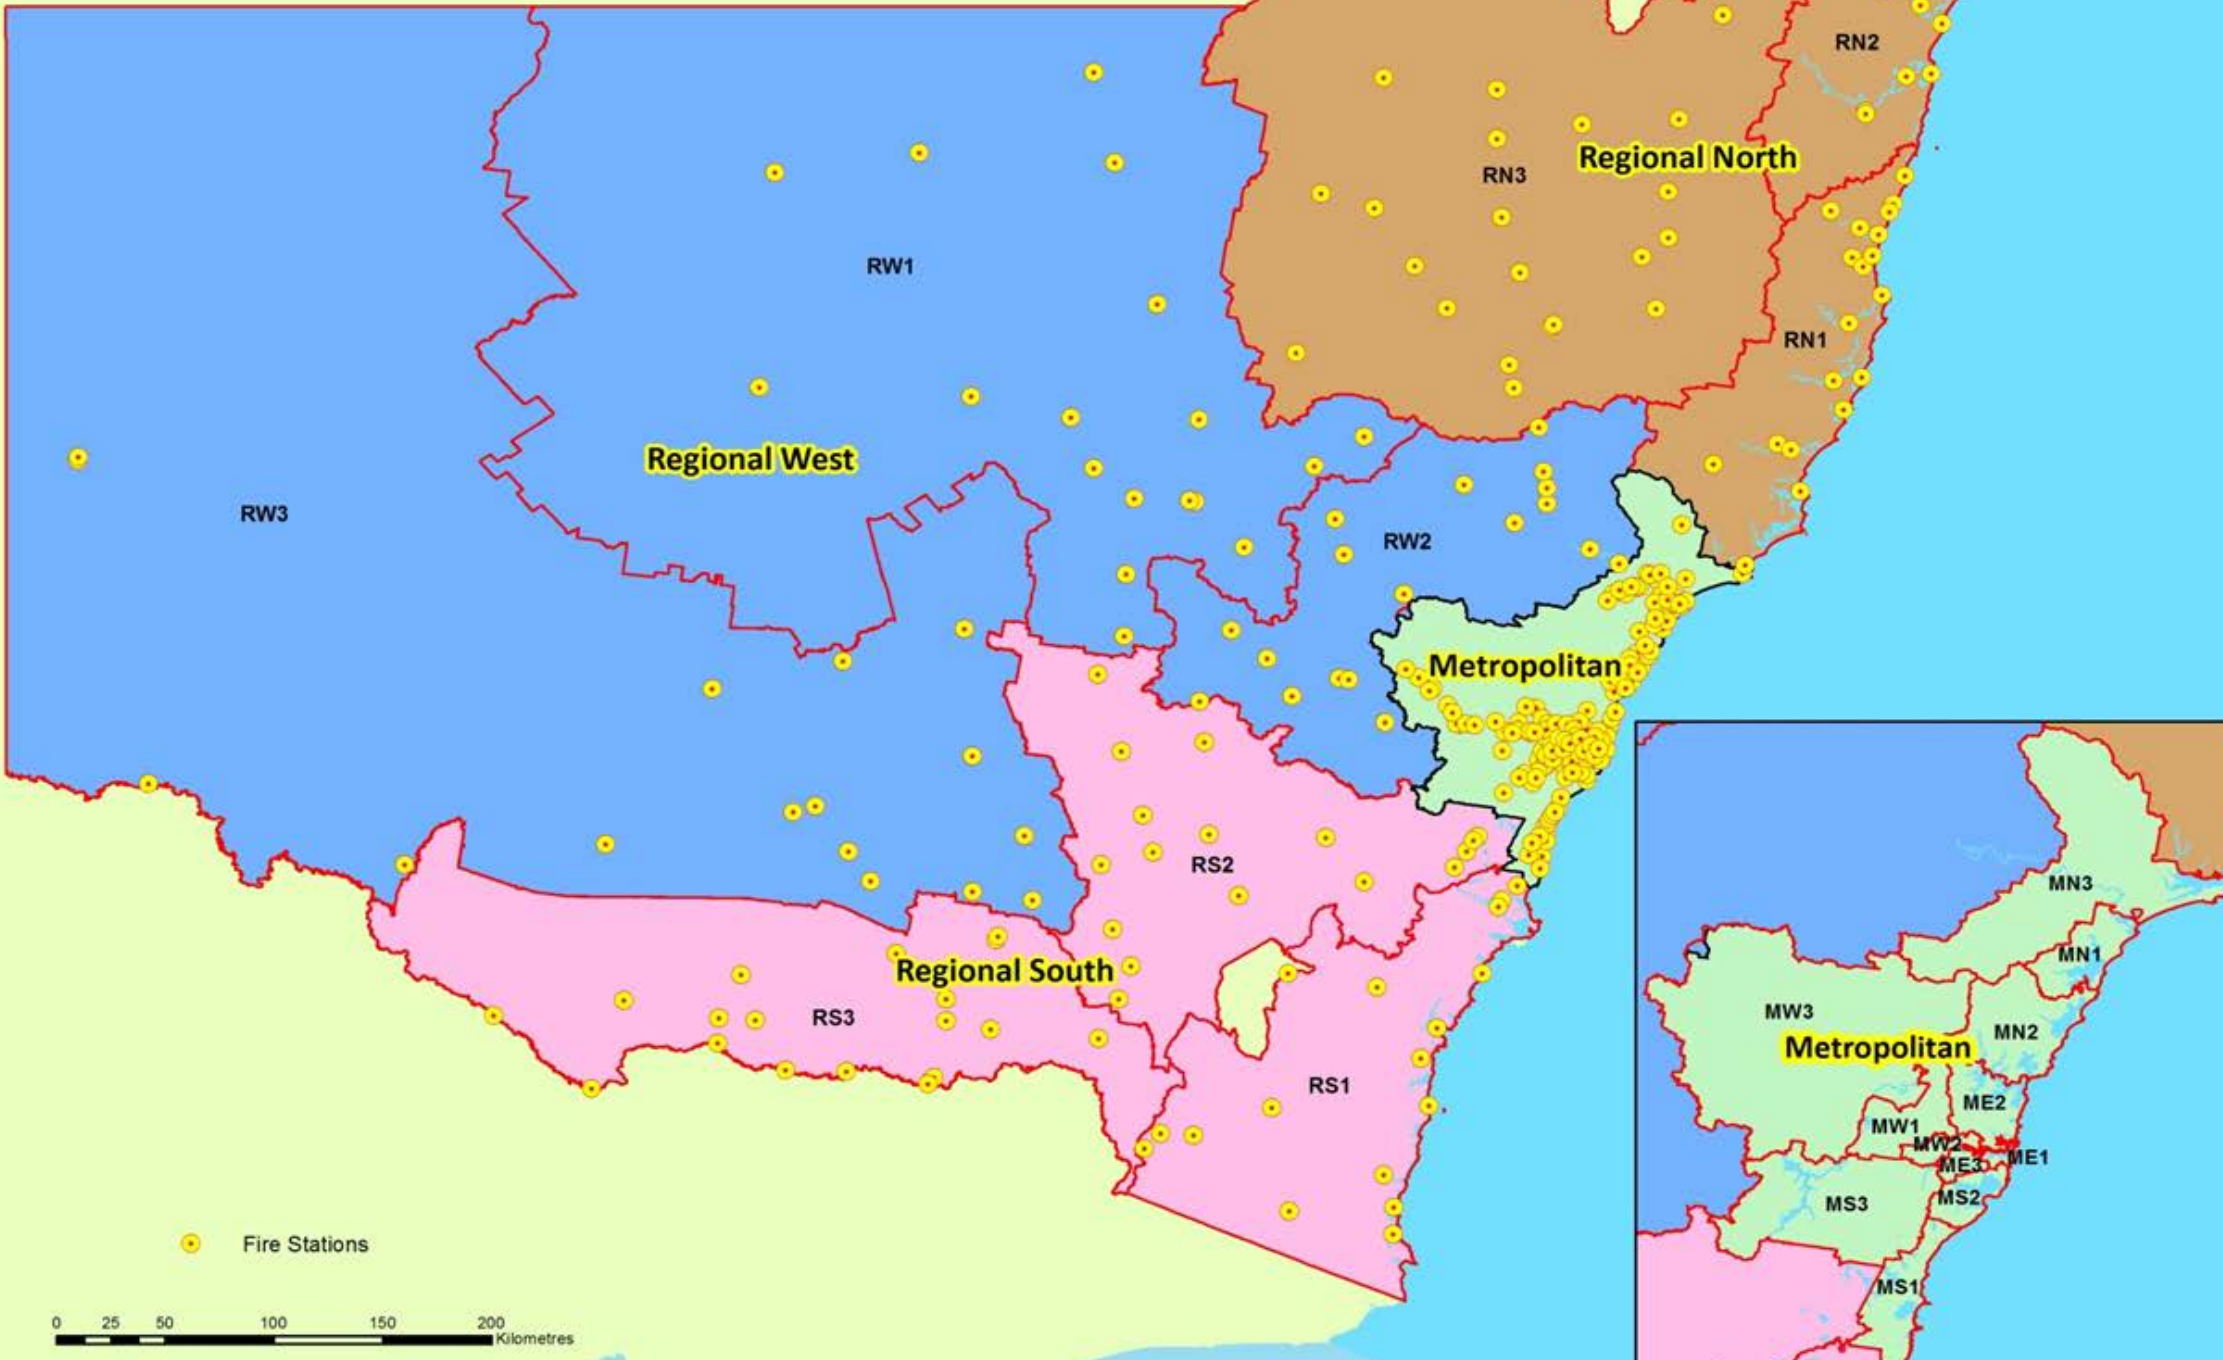 RN2
Regional North
RN3
RW1
RN1
Regional West
RW3
RW2
Metropolitan
RS2
MN3
MN1
Regional South
MW3
RS3
MN2
Metropolitan
RS1
ME2
MW1
MW2
ME1
ME3
MS2
MS3
Fire Stations
MS1
0 25 50 100 150 200
Kilometres